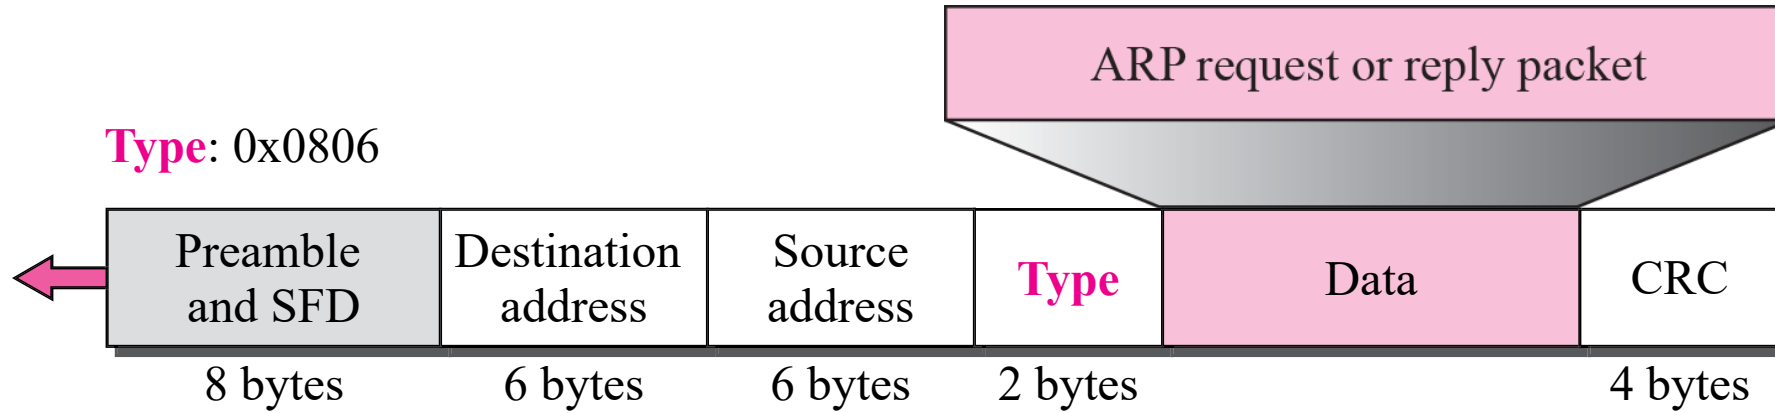 ARP request or reply packet
Type: 0x0806
Preamble
and SFD
Destination
address
Source
address
Type
Data
CRC
8 bytes
6 bytes
6 bytes
2 bytes
4 bytes